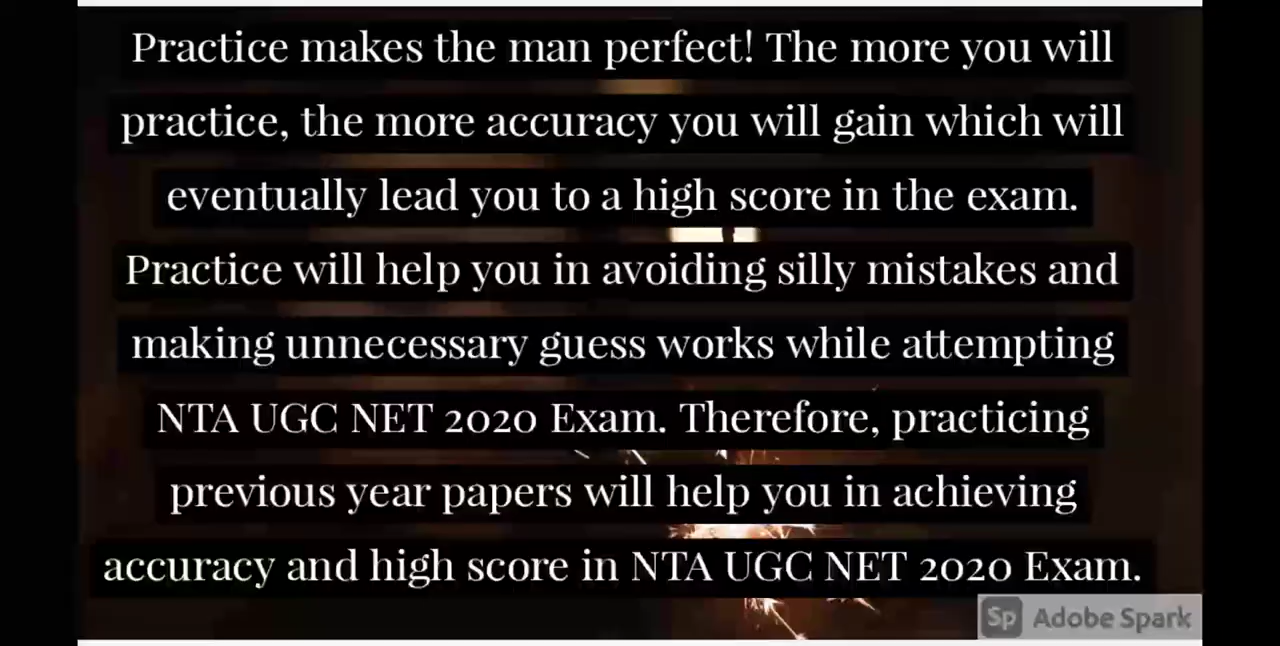 Practice makes the man perfect! The more you will
practice, the more accuracy you will gain which will
eventually lead you to a high score in the exam.
Practice will help you in avoiding silly mistakes and
making unnecessary guess works while attempting
NTA UGC NET 2020 Exam. Therefore, practicing
previous year papers will help you in achieving
accuracy and high score in NTA UGC NET 2020 Exam.
Sp Adobe Spark